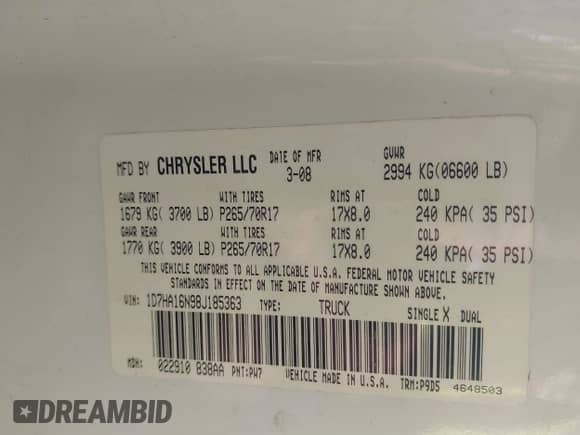 MFD BY CHRYSLER LLC DATE OF MFR 3-08 GVWR 2994 KG(06600 LB)
GAWR FRONT WITH TIRES RIMS AT COLD
1679 KG( 3700 LB) P265/70R17 17X8.0 240 KPA( 35 PSI)
GAWR REAR WITH TIRES RIMS AT COLD
1770 KG( 3900 LB) P265/70R17 17X8.0 240 KPA( 35 PSI)
THIS VEHICLE CONFORMS TO ALL APPLICABLE U.S.A. FEDERAL MOTOR VEHICLE SAFETY
STANDARDS IN EFFECT ON THE DATE OF MANUFACTURE SHOWN ABOVE.
VIN: 1D7HA16N98J185363 TYPE: TRUCK SINGLE X DUAL
MDH: 022910 838AA PNT:PW7 VEHICLE MADE IN U.S.A. TRM:P9D5 4648503
DREAMBID